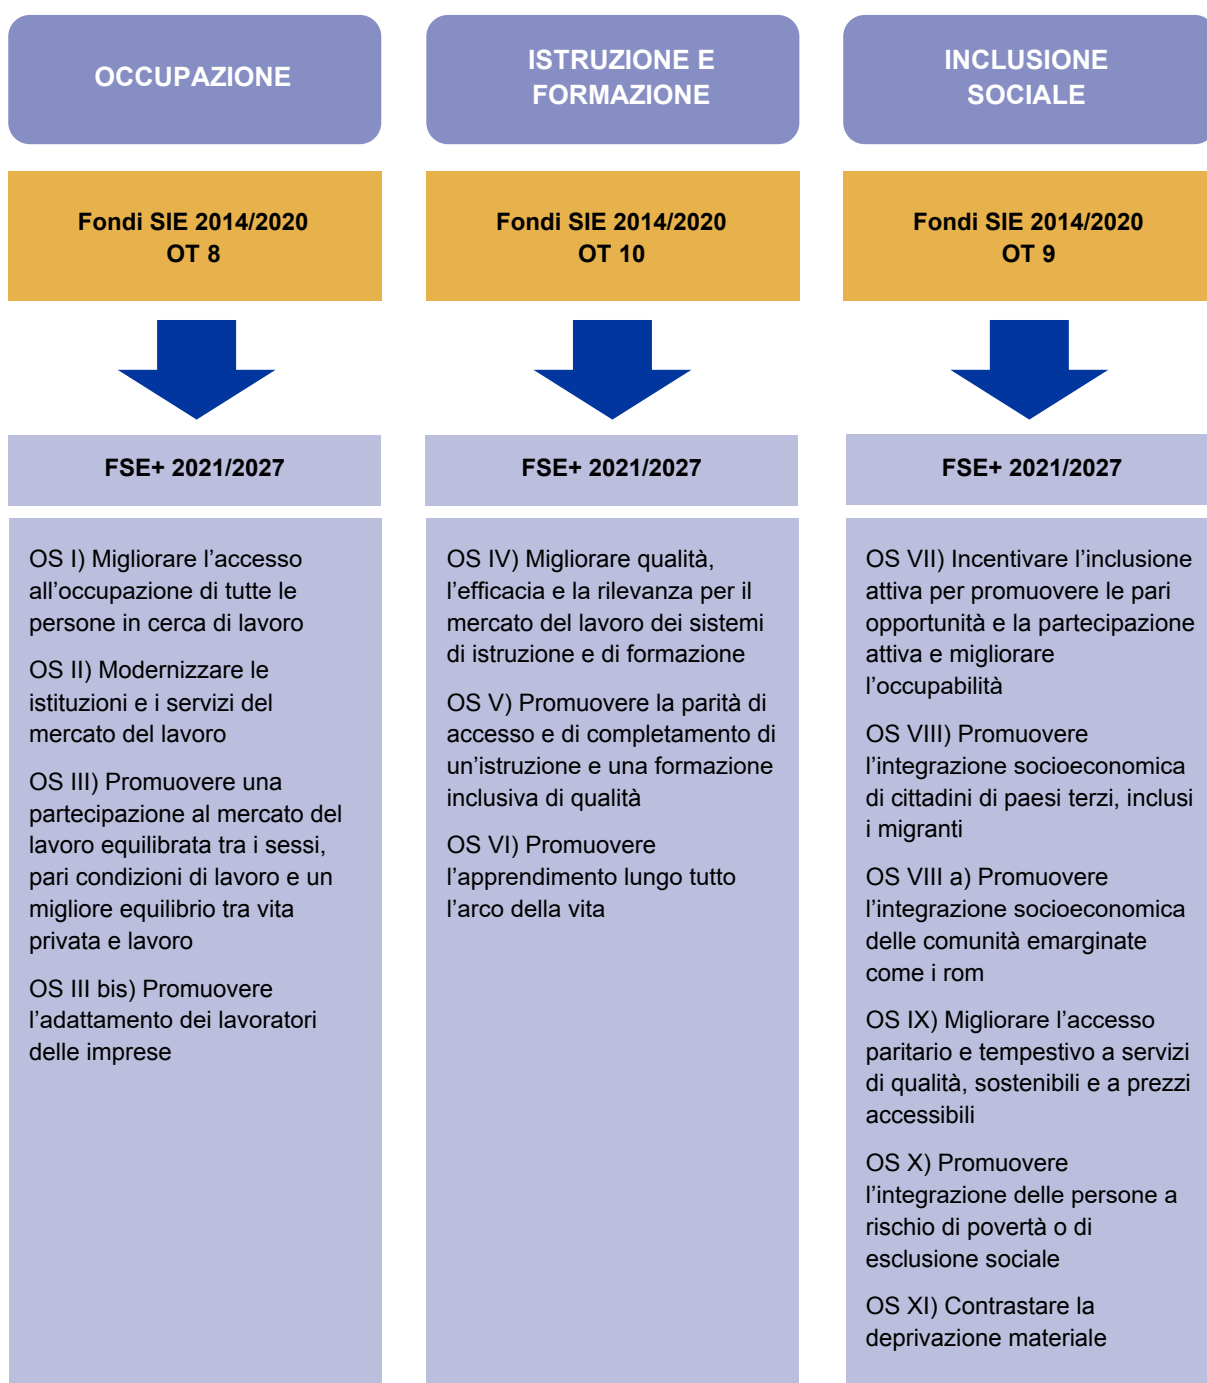 OCCUPAZIONE
ISTRUZIONE E
FORMAZIONE
INCLUSIONE
SOCIALE
Fondi SIE 2014/2020
OT 8
Fondi SIE 2014/2020
OT 10
Fondi SIE 2014/2020
OT 9
FSE+ 2021/2027
FSE+ 2021/2027
FSE+ 2021/2027
OS I) Migliorare l’accesso
all’occupazione di tutte le
persone in cerca di lavoro
OS II) Modernizzare le
istituzioni e i servizi del
mercato del lavoro
OS III) Promuovere una
partecipazione al mercato del
lavoro equilibrata tra i sessi,
pari condizioni di lavoro e un
migliore equilibrio tra vita
privata e lavoro
OS III bis) Promuovere
l’adattamento dei lavoratori
delle imprese
OS IV) Migliorare qualità,
l’efficacia e la rilevanza per il
mercato del lavoro dei sistemi
di istruzione e di formazione
OS V) Promuovere la parità di
accesso e di completamento di
un’istruzione e una formazione
inclusiva di qualità
OS VI) Promuovere
l’apprendimento lungo tutto
l’arco della vita
OS VII) Incentivare l’inclusione
attiva per promuovere le pari
opportunità e la partecipazione
attiva e migliorare
l’occupabilità
OS VIII) Promuovere
l’integrazione socioeconomica
di cittadini di paesi terzi, inclusi
i migranti
OS VIII a) Promuovere
l’integrazione socioeconomica
delle comunità emarginate
come i rom
OS IX) Migliorare l’accesso
paritario e tempestivo a servizi
di qualità, sostenibili e a prezzi
accessibili
OS X) Promuovere
l’integrazione delle persone a
rischio di povertà o di
esclusione sociale
OS XI) Contrastare la
deprivazione materiale